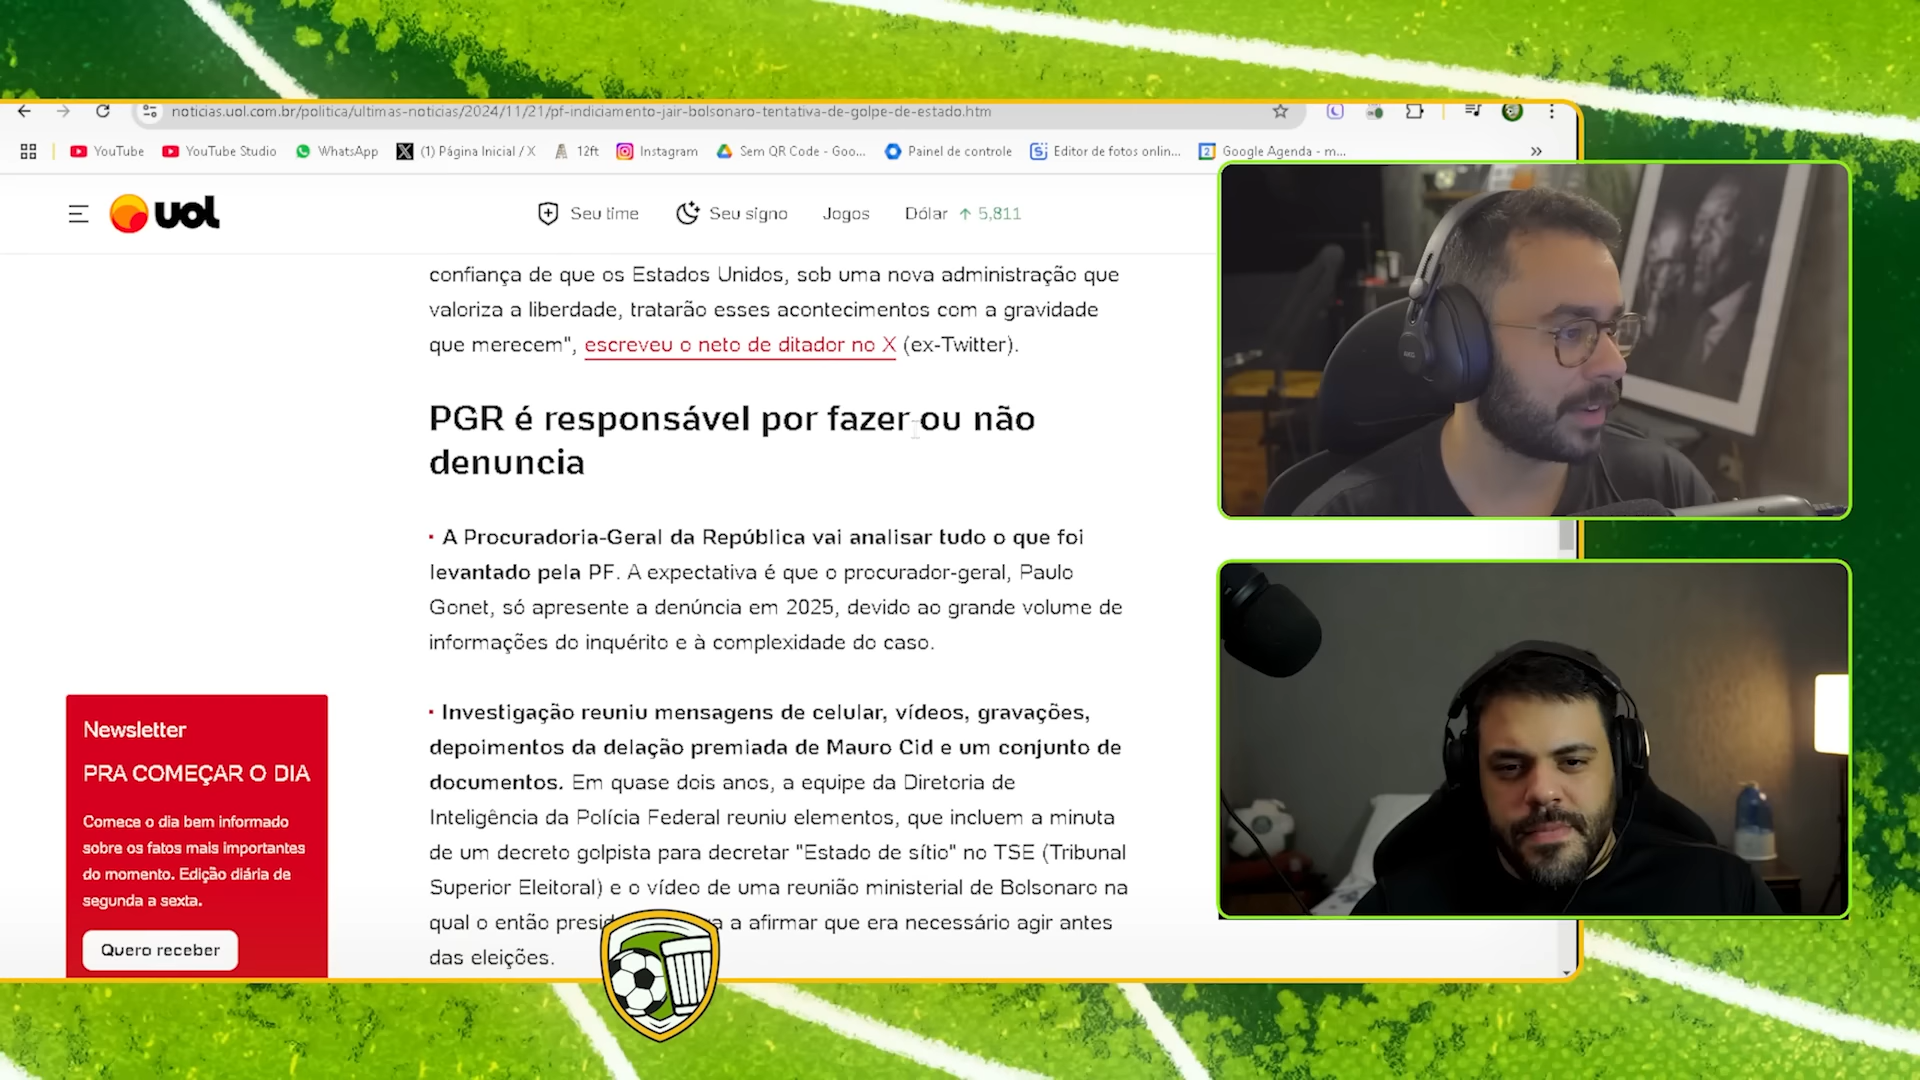 noticias.uol.com.br/politica/ultimas-noticias/2024/11/21/pf-indiciamento-jair-bolsonaro-tentativa-de-golpe-de-estado.htm
YouTube YouTube Studio WhatsApp (1) Página Inicial / X 12ft Instagram Sem QR Code - Goo... Painel de controle Editor de fotos onlin... Google Agenda - m... »
uol Seu time Seu signo Jogos Dólar ↑ 5,811
confiança de que os Estados Unidos, sob uma nova administração que
valoriza a liberdade, tratarão esses acontecimentos com a gravidade
que merecem", escreveu o neto de ditador no X (ex-Twitter).
PGR é responsável por fazer ou não
denuncia
· A Procuradoria-Geral da República vai analisar tudo o que foi
levantado pela PF. A expectativa é que o procurador-geral, Paulo
Gonet, só apresente a denúncia em 2025, devido ao grande volume de
informações do inquérito e à complexidade do caso.
· Investigação reuniu mensagens de celular, vídeos, gravações,
depoimentos da delação premiada de Mauro Cid e um conjunto de
documentos. Em quase dois anos, a equipe da Diretoria de
Inteligência da Polícia Federal reuniu elementos, que incluem a minuta
de um decreto golpista para decretar "Estado de sítio" no TSE (Tribunal
Superior Eleitoral) e o vídeo de uma reunião ministerial de Bolsonaro na
qual o então presid a a afirmar que era necessário agir antes
das eleições.
Newsletter
PRA COMEÇAR O DIA
Comece o dia bem informado
sobre os fatos mais importantes
do momento. Edição diária de
segunda a sexta.
Quero receber